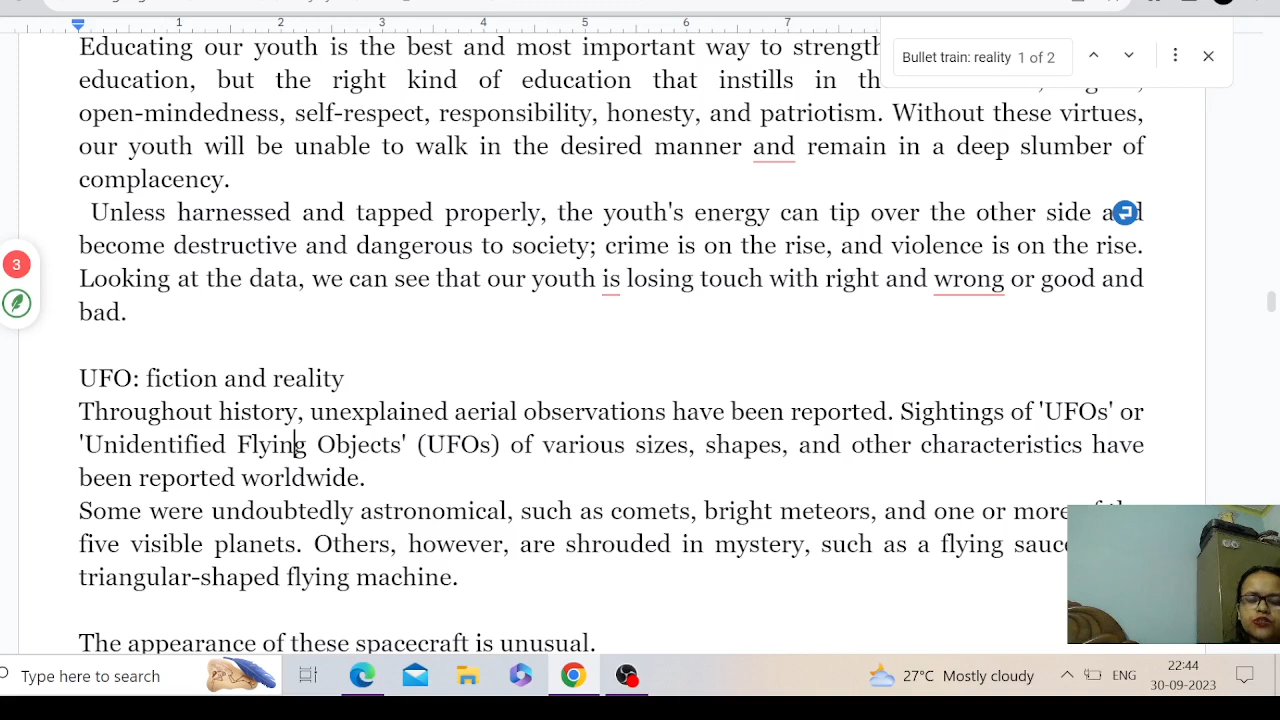 1 2 3 4 5 6 7
Bullet train: reality 1 of 2
Educating our youth is the best and most important way to
education, but the right kind of education that instills in
open-mindedness, self-respect, responsibility, honesty, and patriotism. Without these virtues,
our youth will be unable to walk in the desired manner and remain in a deep slumber of
complacency.
Unless harnessed and tapped properly, the youth's energy can tip over the other side
become destructive and dangerous to society; crime is on the rise, and violence is on the rise.
3
Looking at the data, we can see that our youth is losing touch with right and wrong or good and
bad.
UFO: fiction and reality
Throughout history, unexplained aerial observations have been reported. Sightings of 'UFOs' or
'Unidentified Flying Objects' (UFOs) of various sizes, shapes, and other characteristics have
been reported worldwide.
Some were undoubtedly astronomical, such as comets, bright meteors, and one or more
five visible planets. Others, however, are shrouded in mystery, such as a flying
triangular-shaped flying machine.
The appearance of these spacecraft is unusual.
Type here to search
27°C Mostly cloudy
ENG
22:44
30-09-2023